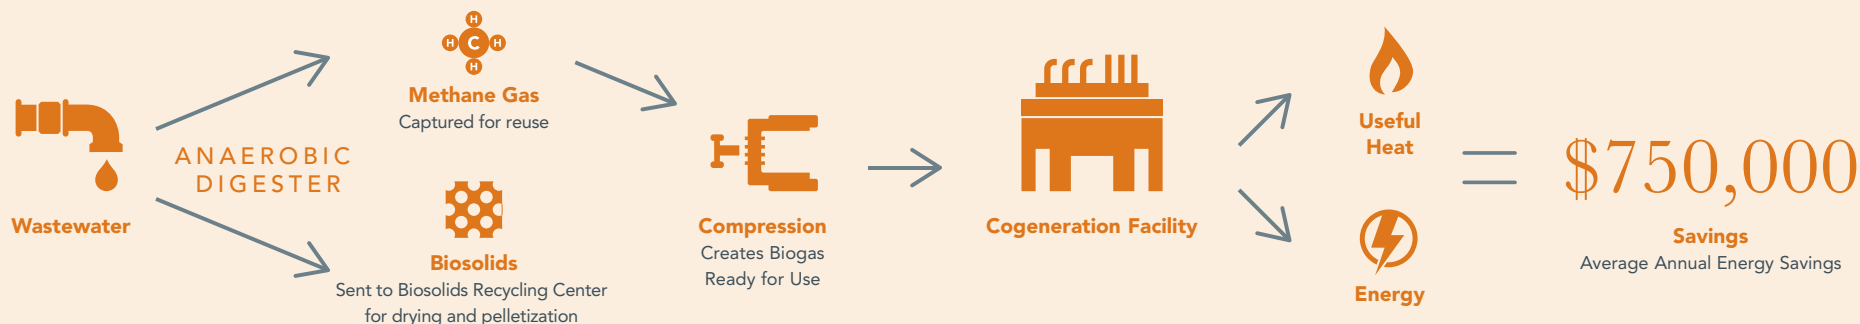 Wastewater
ANAEROBIC
DIGESTER
H
H C H
H
Methane Gas
Captured for reuse
Biosolids
Sent to Biosolids Recycling Center
for drying and pelletization
Compression
Creates Biogas
Ready for Use
Cogeneration Facility
Useful
Heat
Energy
=
$750,000
Savings
Average Annual Energy Savings